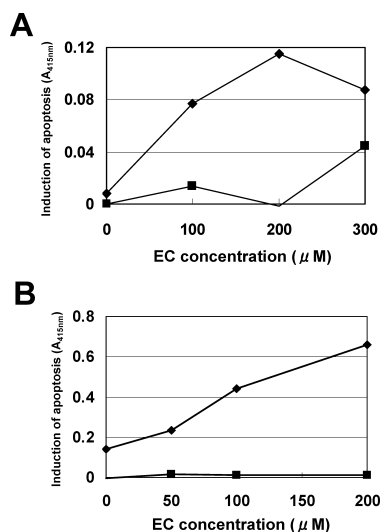 A
Induction of apoptosis (A415nm)
0.12
0.08
0.04
0
0 100 200 300
EC concentration (μM)
B
Induction of apoptosis (A415nm)
0.8
0.6
0.4
0.2
0
0 50 100 200
EC concentration (μM)